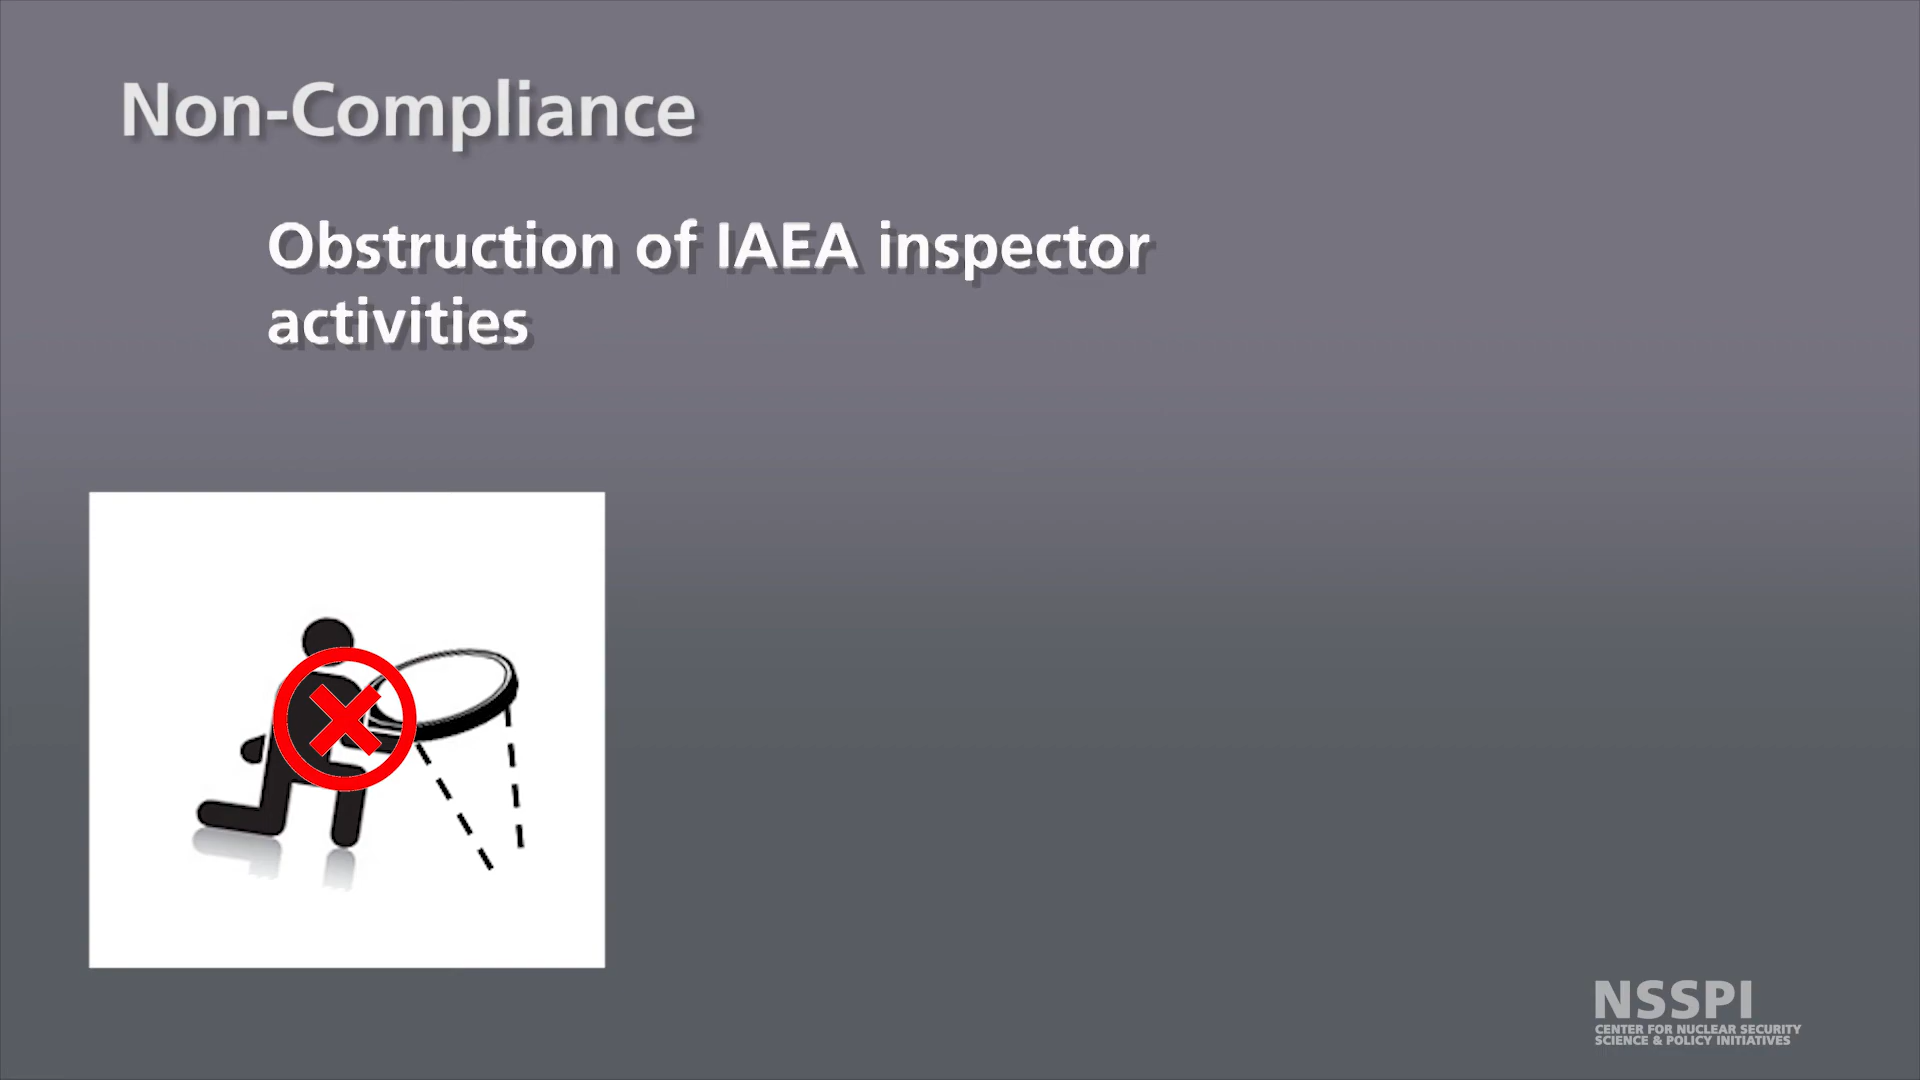 Non-Compliance
Obstruction of IAEA inspector
activities
NSSPI
CENTER FOR NUCLEAR SECURITY
SCIENCE & POLICY INITIATIVES